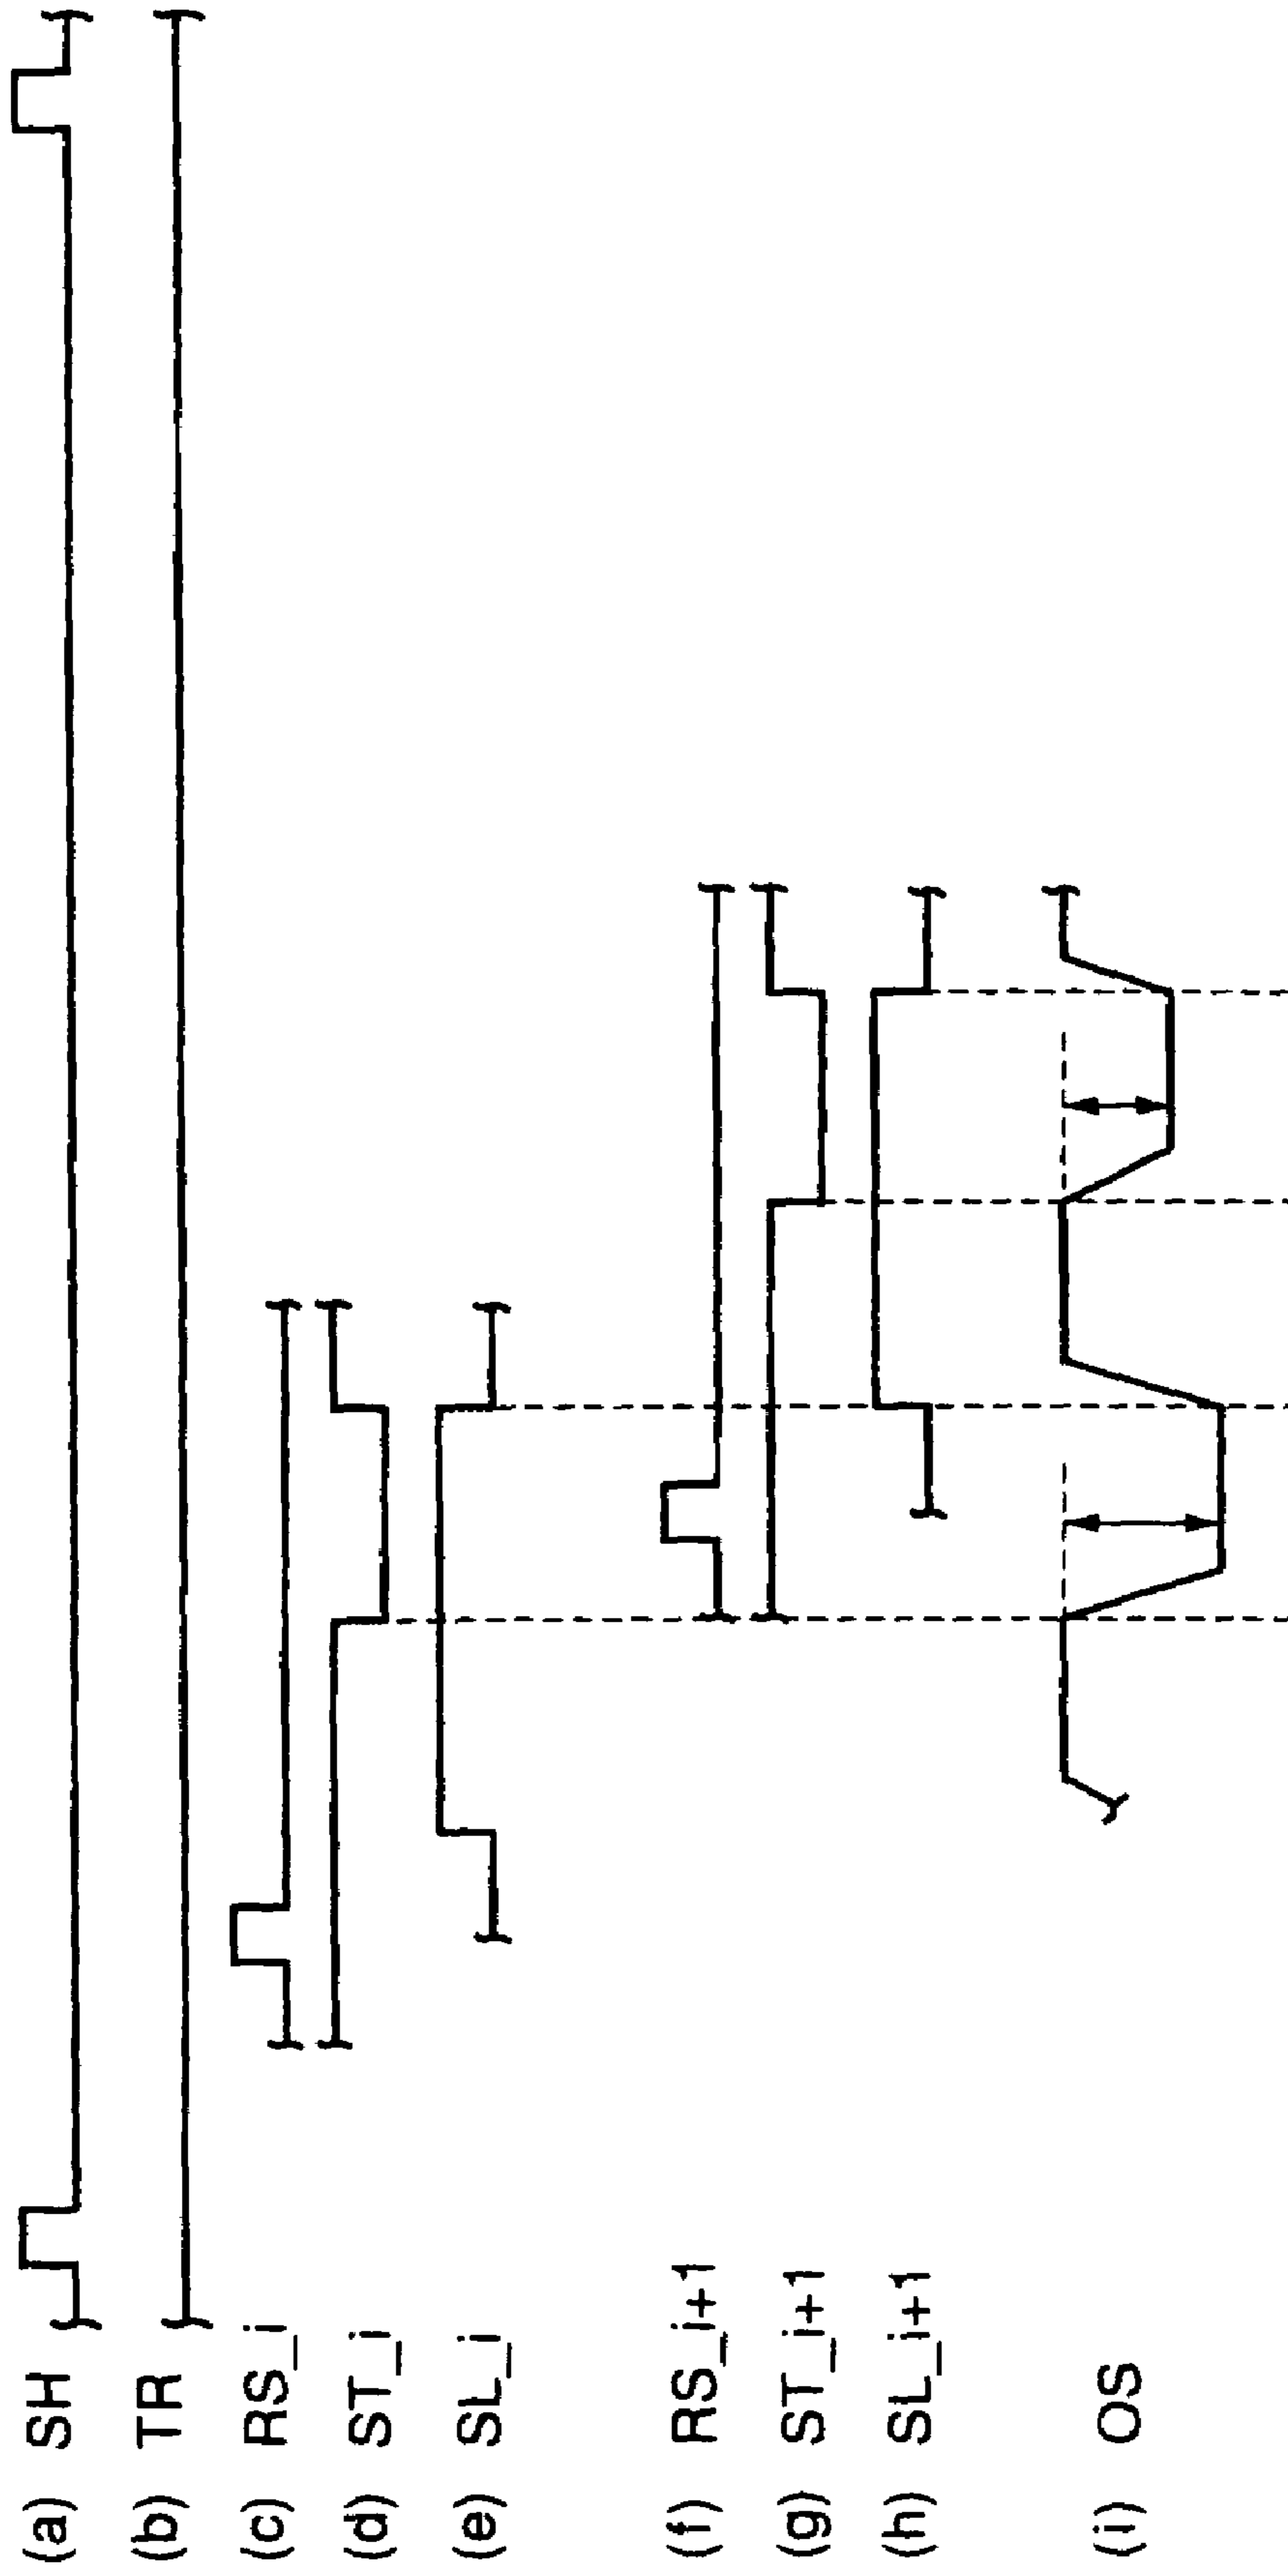 (a) SH
(b) TR
(c) RS_i
(d) ST_i
(e) SL_i
(f) RS_i+1
(g) ST_i+1
(h) SL_i+1
(i) OS